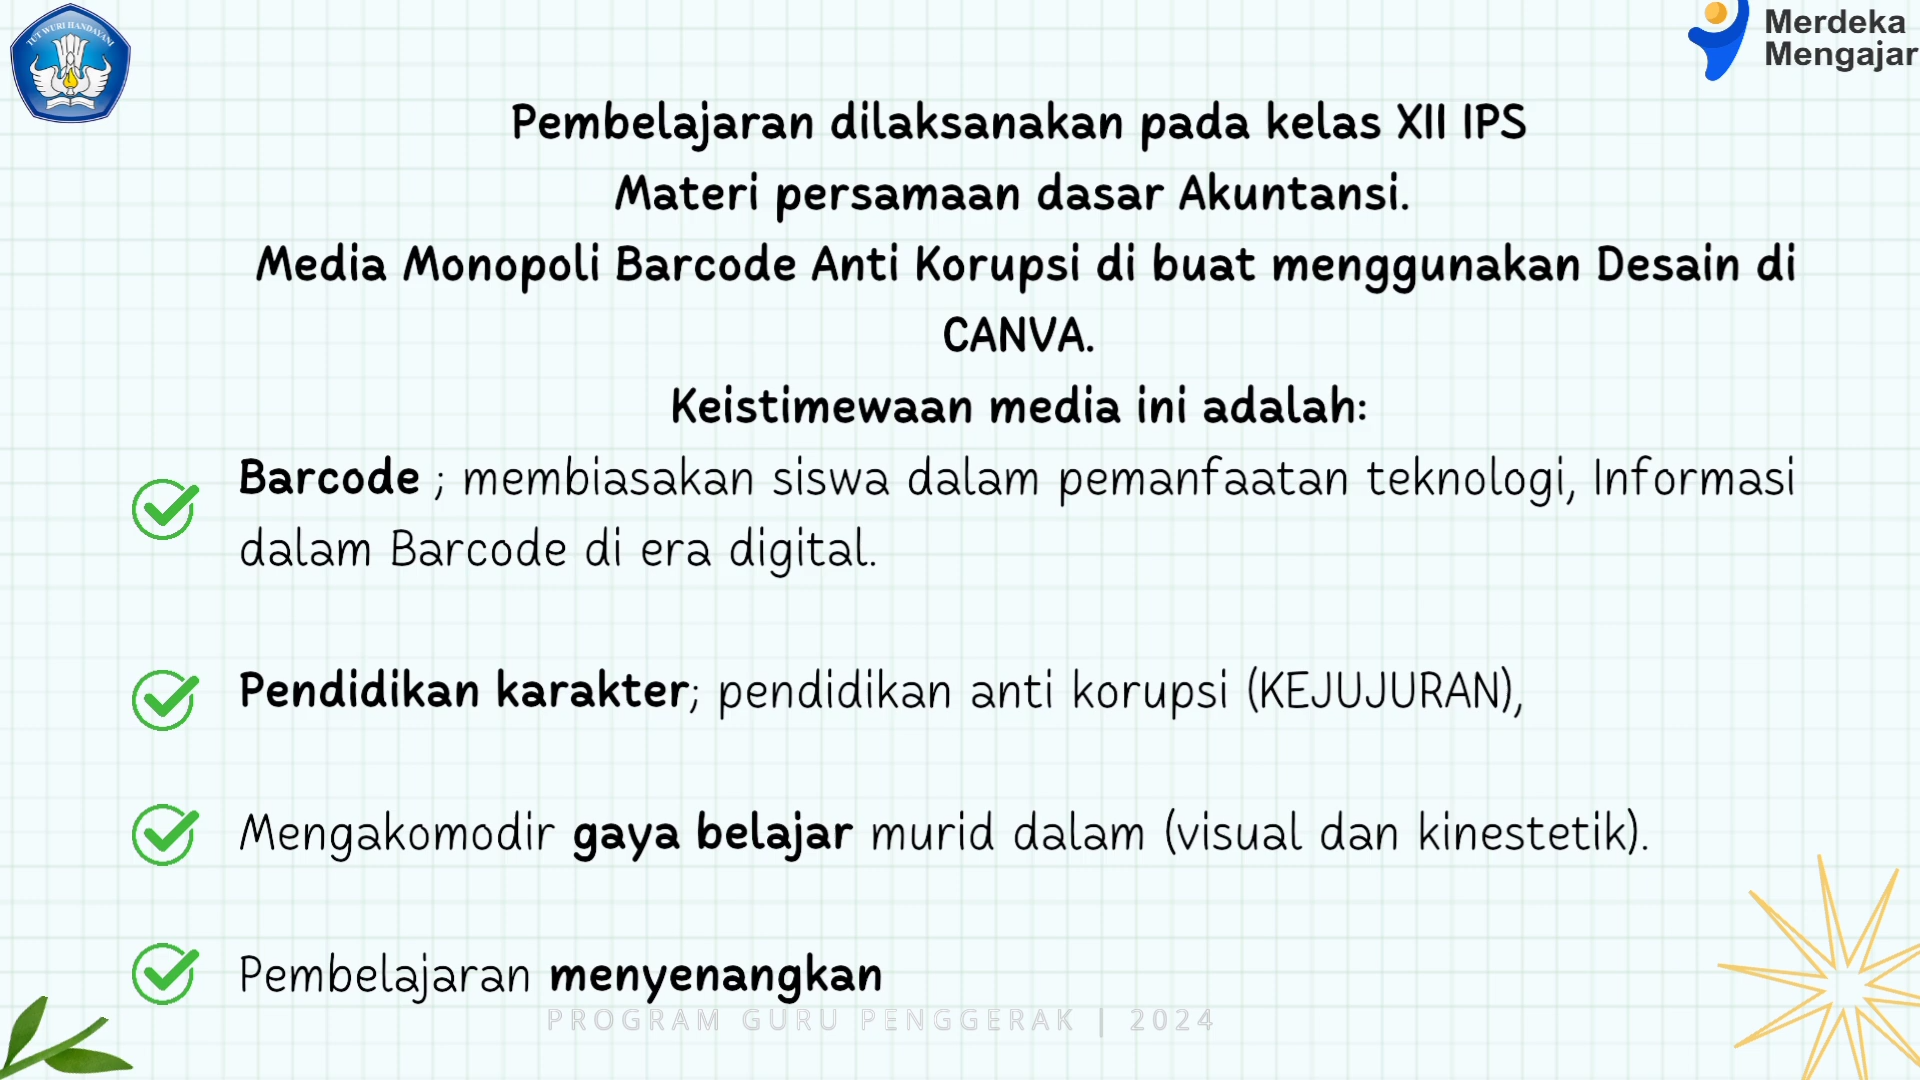 TUT WURI HANDAYANI
Merdeka
Mengajar
Pembelajaran dilaksanakan pada kelas XII IPS
Materi persamaan dasar Akuntansi.
Media Monopoli Barcode Anti Korupsi di buat menggunakan Desain di
CANVA.
Keistimewaan media ini adalah:
Barcode ; membiasakan siswa dalam pemanfaatan teknologi, Informasi
dalam Barcode di era digital.
Pendidikan karakter; pendidikan anti korupsi (KEJUJURAN),
Mengakomodir gaya belajar murid dalam (visual dan kinestetik).
Pembelajaran menyenangkan
PROGRAM GURU PENGGERAK | 2024